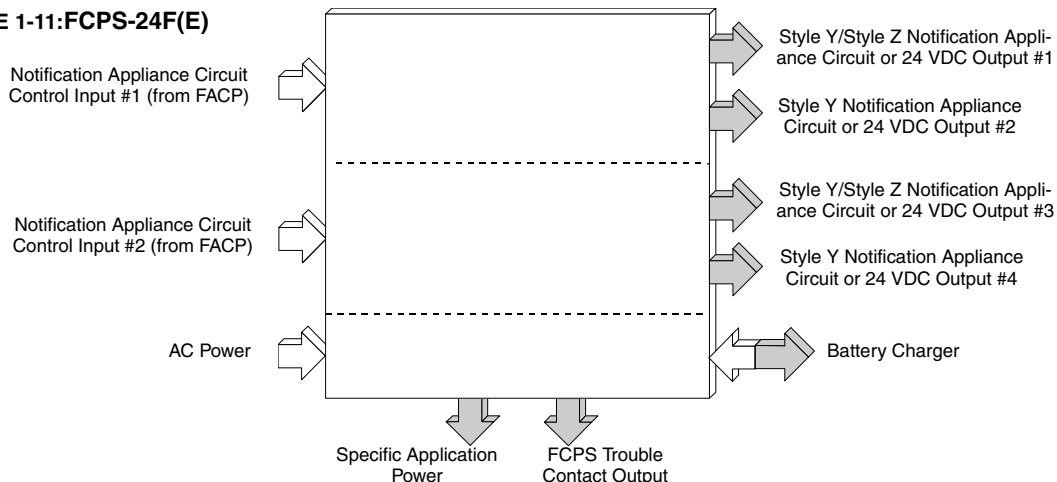 E 1-11:FCPS-24F(E)
Notification Appliance Circuit
Control Input #1 (from FACP)
Style Y/Style Z Notification Appli-
ance Circuit or 24 VDC Output #1
Style Y Notification Appliance
Circuit or 24 VDC Output #2
Notification Appliance Circuit
Control Input #2 (from FACP)
Style Y/Style Z Notification Appli-
ance Circuit or 24 VDC Output #3
Style Y Notification Appliance
Circuit or 24 VDC Output #4
AC Power
Battery Charger
Specific Application
Power
FCPS Trouble
Contact Output